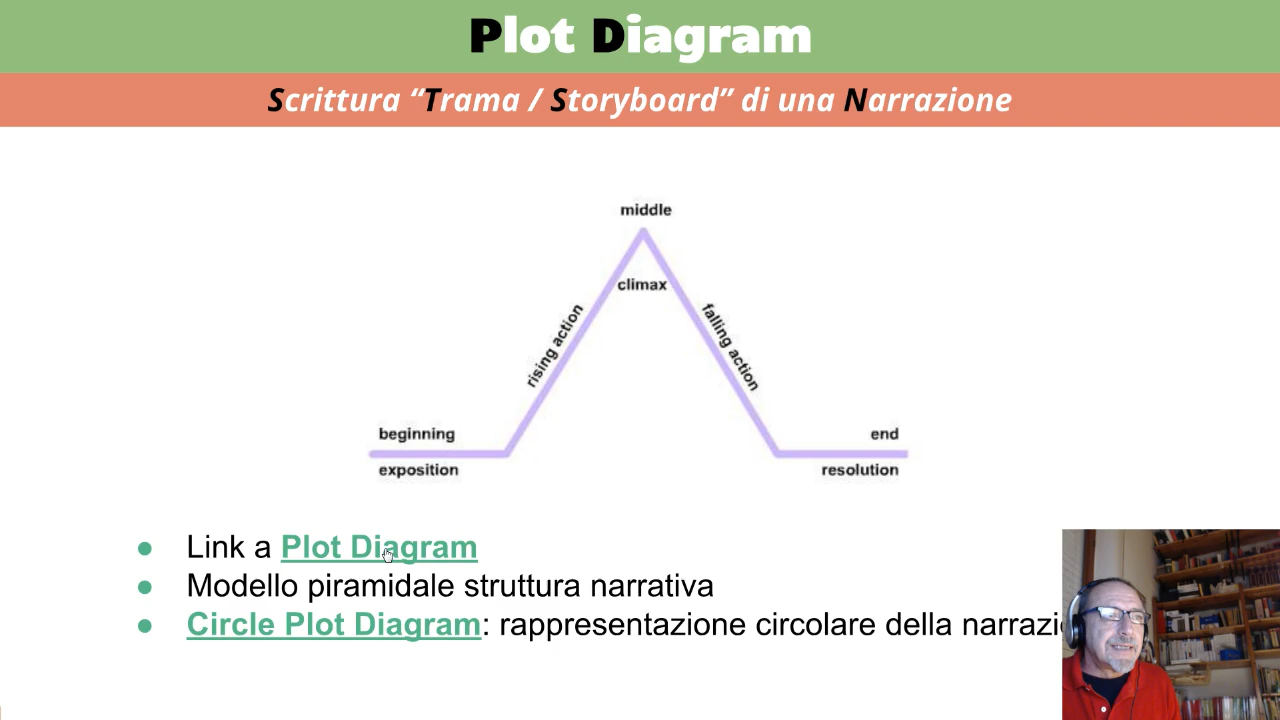 Plot Diagram
Scrittura “Trama / Storyboard” di una Narrazione
middle
climax
rising action
falling action
beginning
end
exposition
resolution
● Link a Plot Diagram
● Modello piramidale struttura narrativa
● Circle Plot Diagram: rappresentazione circolare della